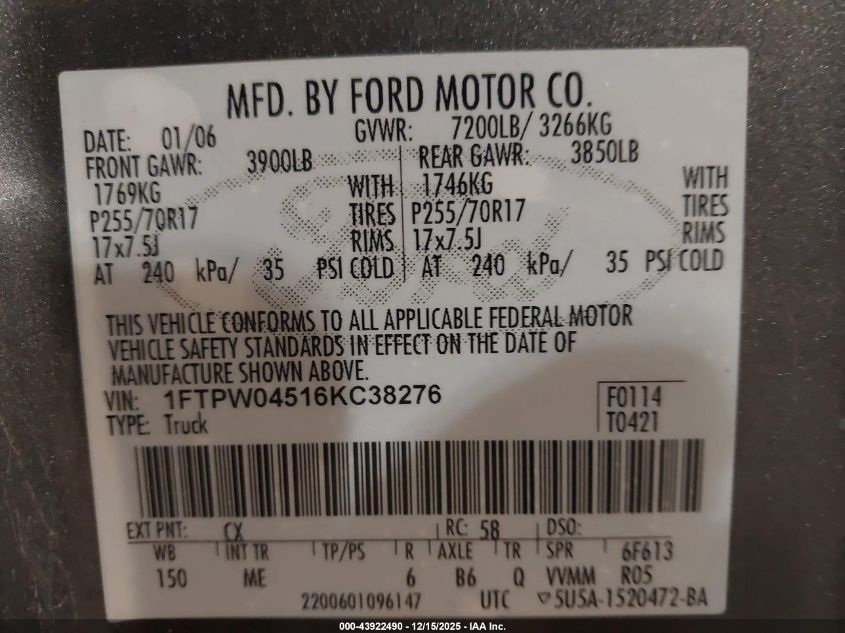 MFD. BY FORD MOTOR CO.
DATE: 01/06 GVWR: 7200LB/ 3266KG
FRONT GAWR: 3900LB REAR GAWR: 3850LB
1769KG WITH 1746KG WITH
P255/70R17 TIRES P255/70R17 TIRES
17x7.5J RIMS 17x7.5J RIMS
AT 240 kPa/ 35 PSI COLD AT 240 kPa/ 35 PSI COLD
Ford
THIS VEHICLE CONFORMS TO ALL APPLICABLE FEDERAL MOTOR
VEHICLE SAFETY STANDARDS IN EFFECT ON THE DATE OF
MANUFACTURE SHOWN ABOVE.
VIN: 1FTPW04516KC38276 F0114
TYPE: Truck T0421
EXT PNT: CX RC: 58 DSO:
WB INT TR TP/PS R AXLE TR SPR 6F613
150 ME 6 B6 Q VVMM R05
2200601096147 UTC ▽5U5A-1520472-BA
000-43922490 - 12/15/2025 - IAA Inc.